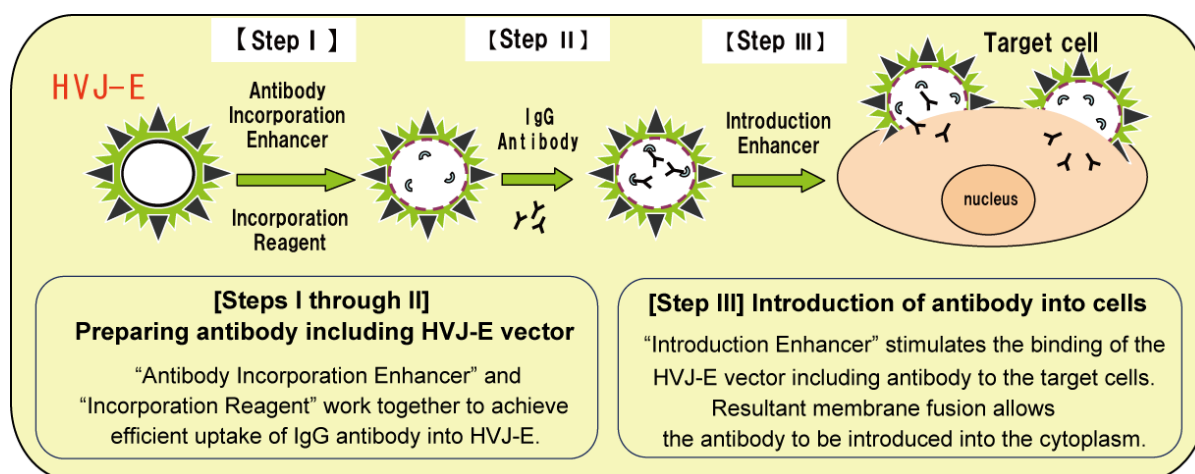 【Step I】
【Step II】
【Step III】
Target cell
HVJ-E
Antibody
Incorporation
Enhancer
Incorporation
Reagent
IgG
Antibody
Introduction
Enhancer
nucleus
[Steps I through II]
Preparing antibody including HVJ-E vector
“Antibody Incorporation Enhancer” and
“Incorporation Reagent” work together to achieve
efficient uptake of IgG antibody into HVJ-E.
[Step III] Introduction of antibody into cells
“Introduction Enhancer” stimulates the binding of the
HVJ-E vector including antibody to the target cells.
Resultant membrane fusion allows
the antibody to be introduced into the cytoplasm.